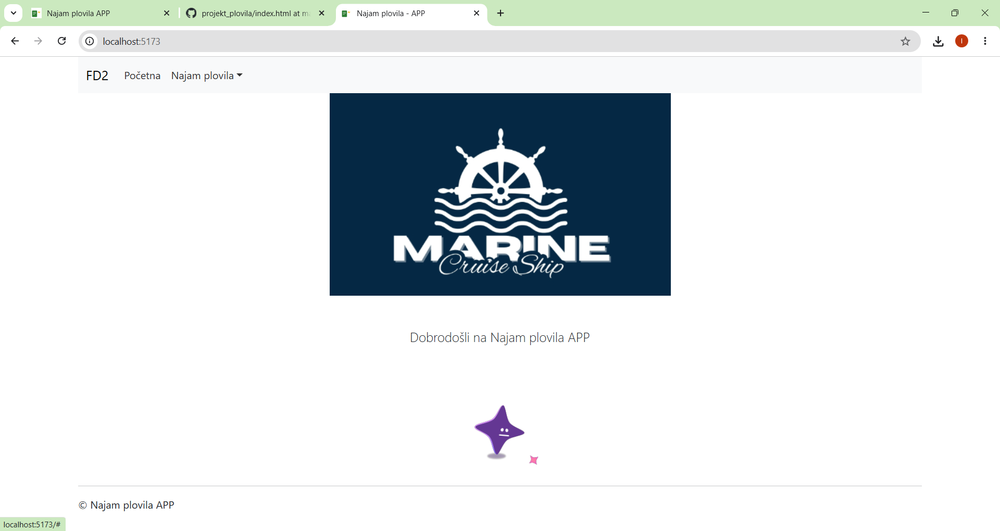 Najam plovila APP
projekt_plovila/index.html at ma
Najam plovila - APP
localhost:5173
I
FD2
Početna
Najam plovila
MARINE
Cruise Ship
Dobrodošli na Najam plovila APP
© Najam plovila APP
localhost:5173/#